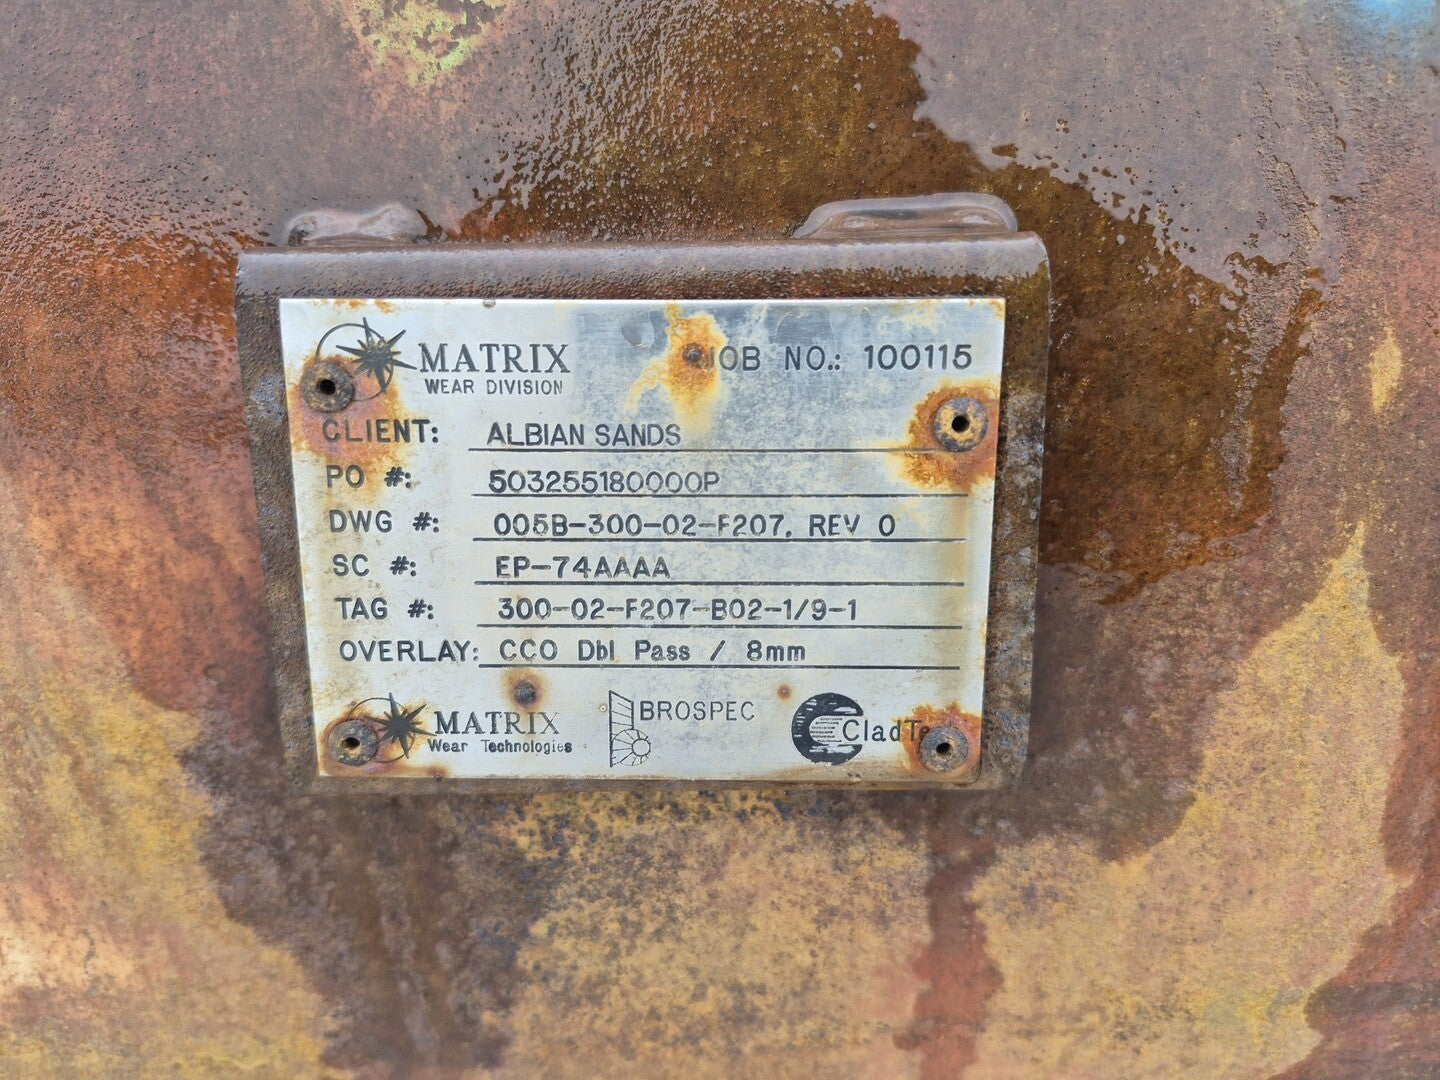 MATRIX
WEAR DIVISION
JOB NO.: 100115
CLIENT: ALBIAN SANDS
PO #: 503255180000P
DWG #: 005B-300-02-F207, REV 0
SC #: EP-74AAAA
TAG #: 300-02-F207-B02-1/9-1
OVERLAY: CCO Dbl Pass / 8mm
MATRIX
Wear Technologies
BROSPEC